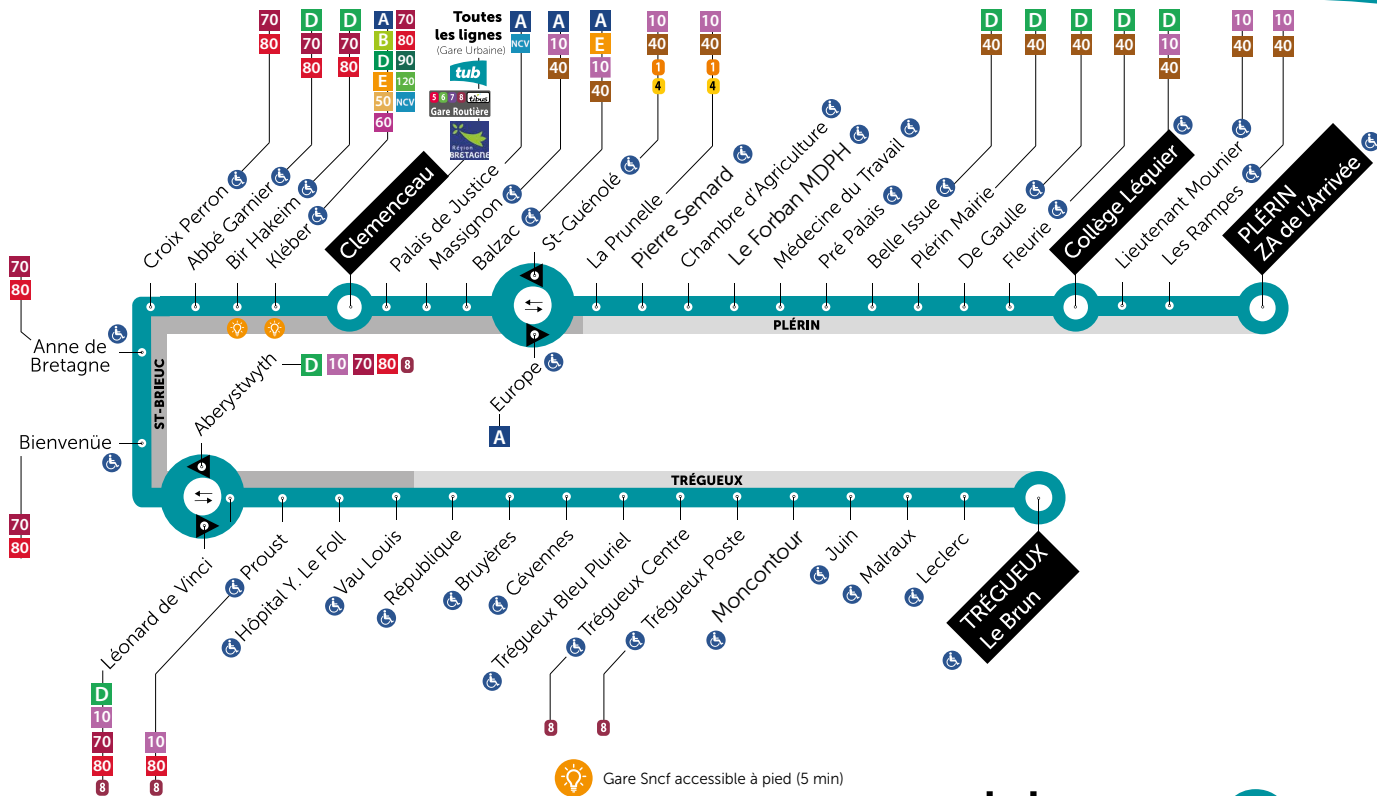 70
80
D
70
80
D
70
80
A 70
B 80
D 90
E 120
50 NCV
60
Toutes
les lignes
(Gare Urbaine)
tub
5 6 7 8 tibus
Gare Routière
Région
BRETAGNE
A
NCV
A
10
40
A
E
10
40
10
40
1
4
10
40
1
4
D
40
D
40
D
40
D
40
D
10
40
10
40
10
40
Croix Perron
Abbé Garnier
Bir Hakeim
Kléber
Clemenceau
Palais de Justice
Massignon
Balzac
St-Guénolé
La Prunelle
Pierre Semard
Chambre d'Agriculture
Le Forban MDPH
Médecine du Travail
Pré Palais
Belle Issue
Plérin Mairie
De Gaulle
Fleurie
Collège Léquier
Lieutenant Mounier
Les Rampes
PLÉRIN
ZA de l'Arrivée
70
80
Anne de
Bretagne
ST-BRIEUC
PLÉRIN
Aberystwyth
D 10 70 80 8
Europe
A
Bienvenüe
70
80
TRÉGUEUX
Léonard de Vinci
D
10
70
80
8
Proust
10
80
8
Hôpital Y. Le Foll
Vau Louis
République
Bruyères
Cévennes
Trégueux Bleu Pluriel
Trégueux Centre
8
Trégueux Poste
8
Moncontour
Juin
Malraux
Leclerc
TRÉGUEUX
Le Brun
Gare Sncf accessible à pied (5 min)